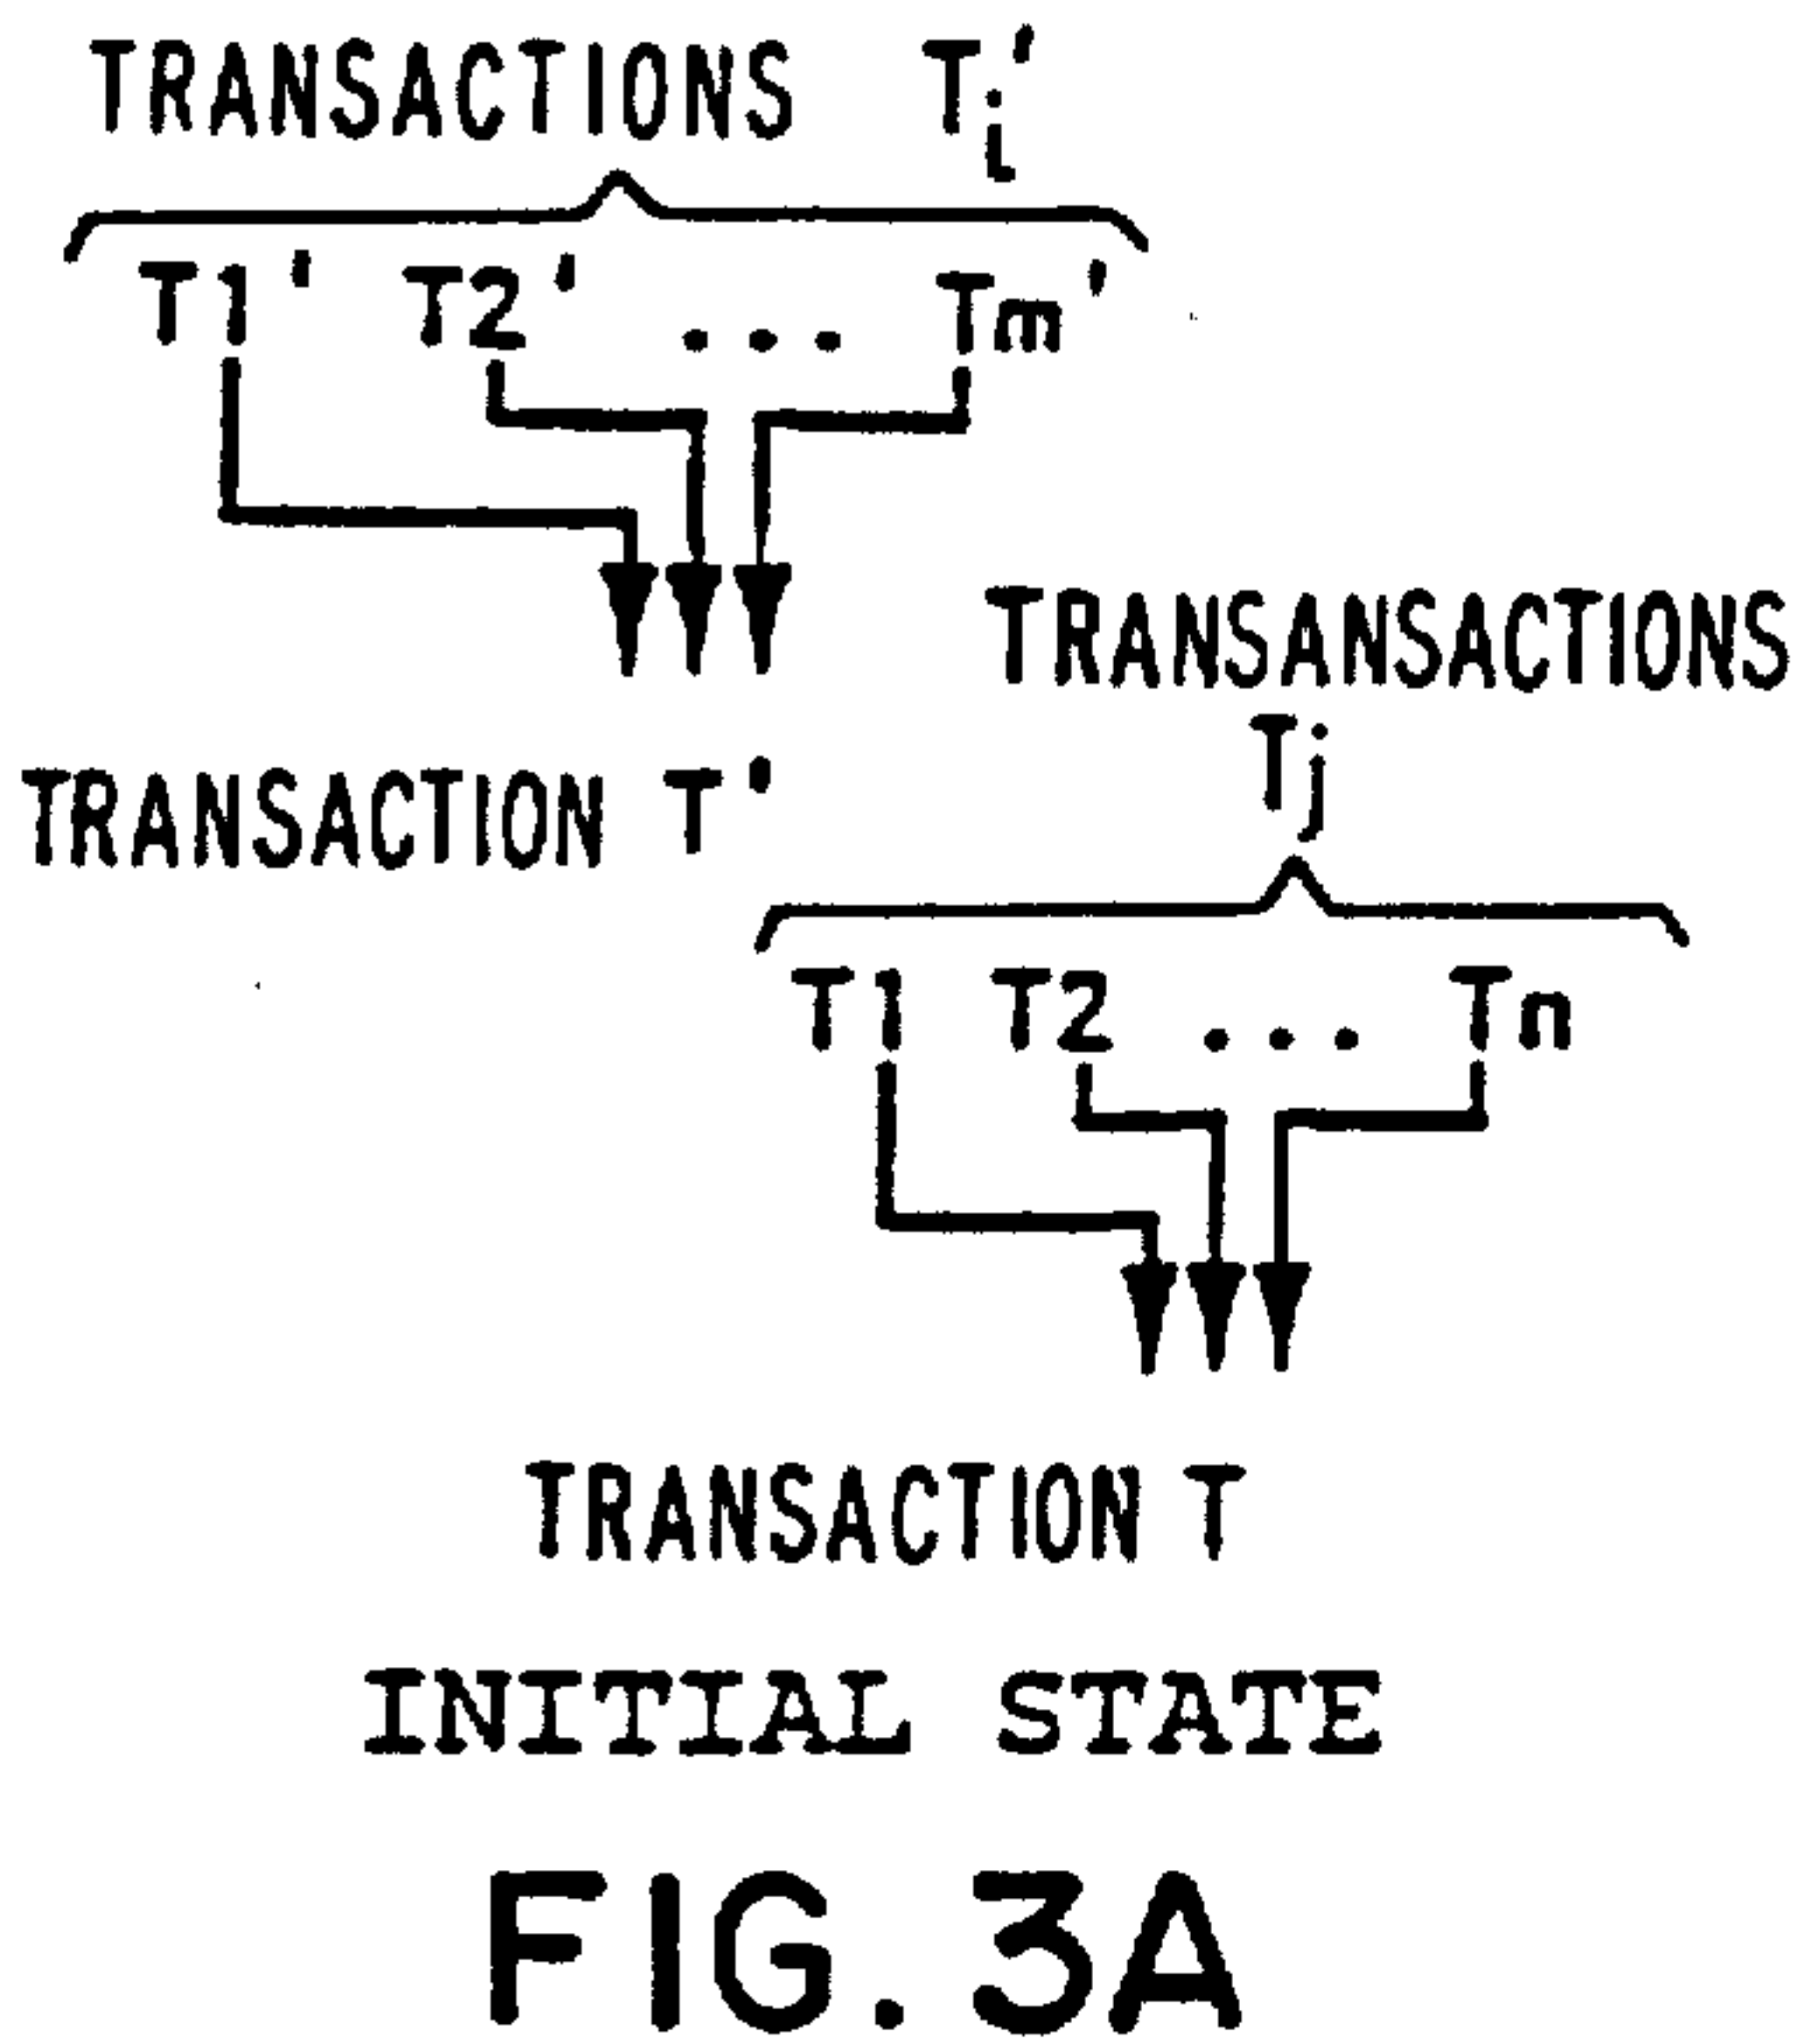 TRANSACTIONS Ti'
T1' T2' ... Tm'
TRANSANSACTIONS
Tj
TRANSACTION T'
T1 T2 ... Tn
TRANSACTION T
INITIAL STATE
FIG. 3A